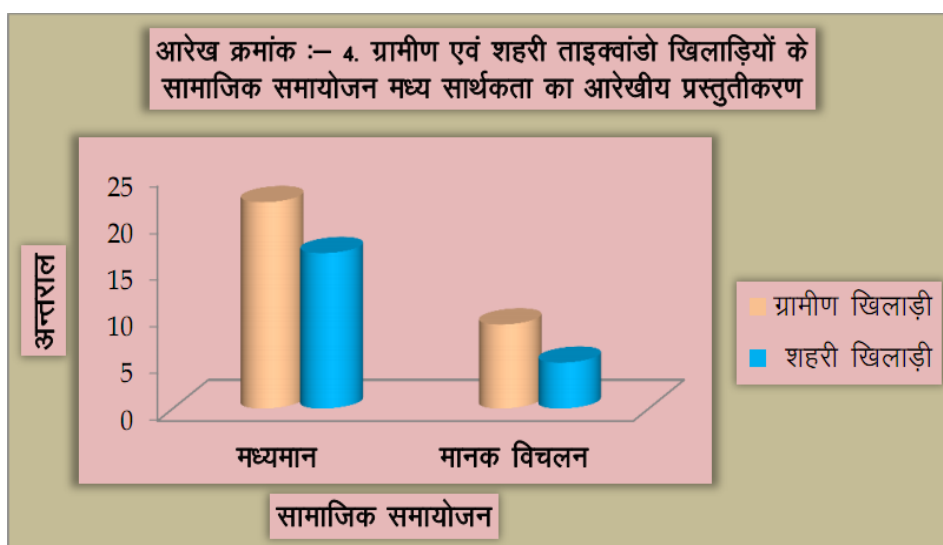 आरेख क्रमांक :– 4. ग्रामीण एवं शहरी ताइक्वांडो खिलाड़ियों के
सामाजिक समायोजन मध्य सार्थकता का आरेखीय प्रस्तुतीकरण
अन्तराल
25
20
15
10
5
0
मध्यमान
मानक विचलन
ग्रामीण खिलाड़ी
शहरी खिलाड़ी
सामाजिक समायोजन